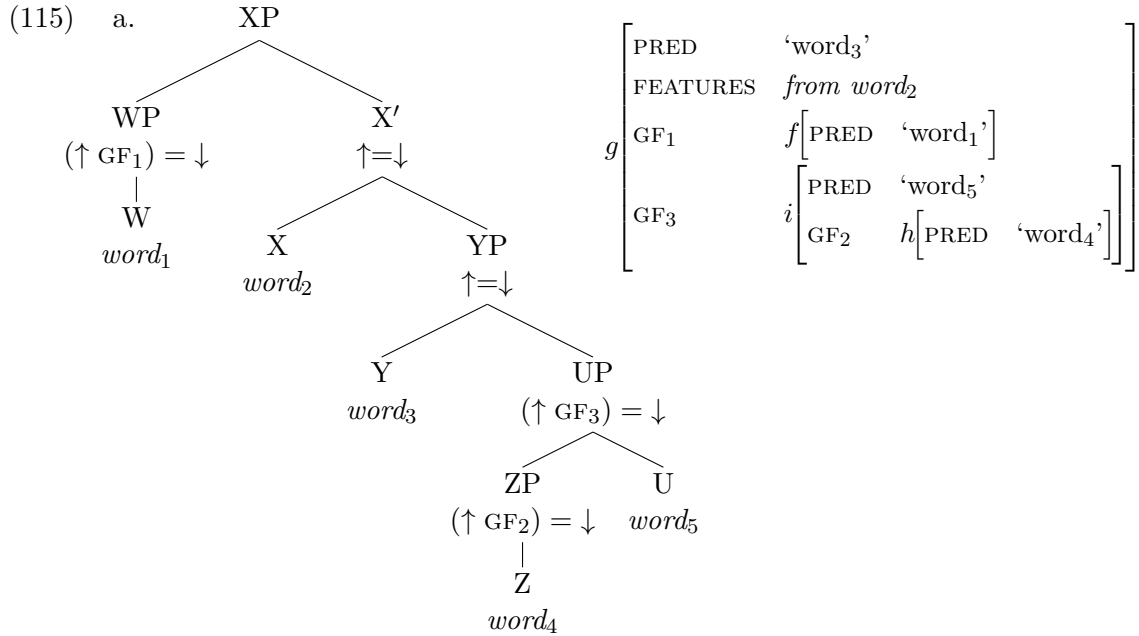 (115) a. XP
WP X′
(↑ GF₁) = ↓ ↑=↓
W X YP
word₁ word₂ ↑=↓
Y UP
word₃ (↑ GF₃) = ↓
ZP U
(↑ GF₂) = ↓ word₅
Z
word₄
g [PRED ‘word₃’
FEATURES from word₂
GF₁ f[PRED ‘word₁’]
GF₃ i[PRED ‘word₅’
GF₂ h[PRED ‘word₄’]]]